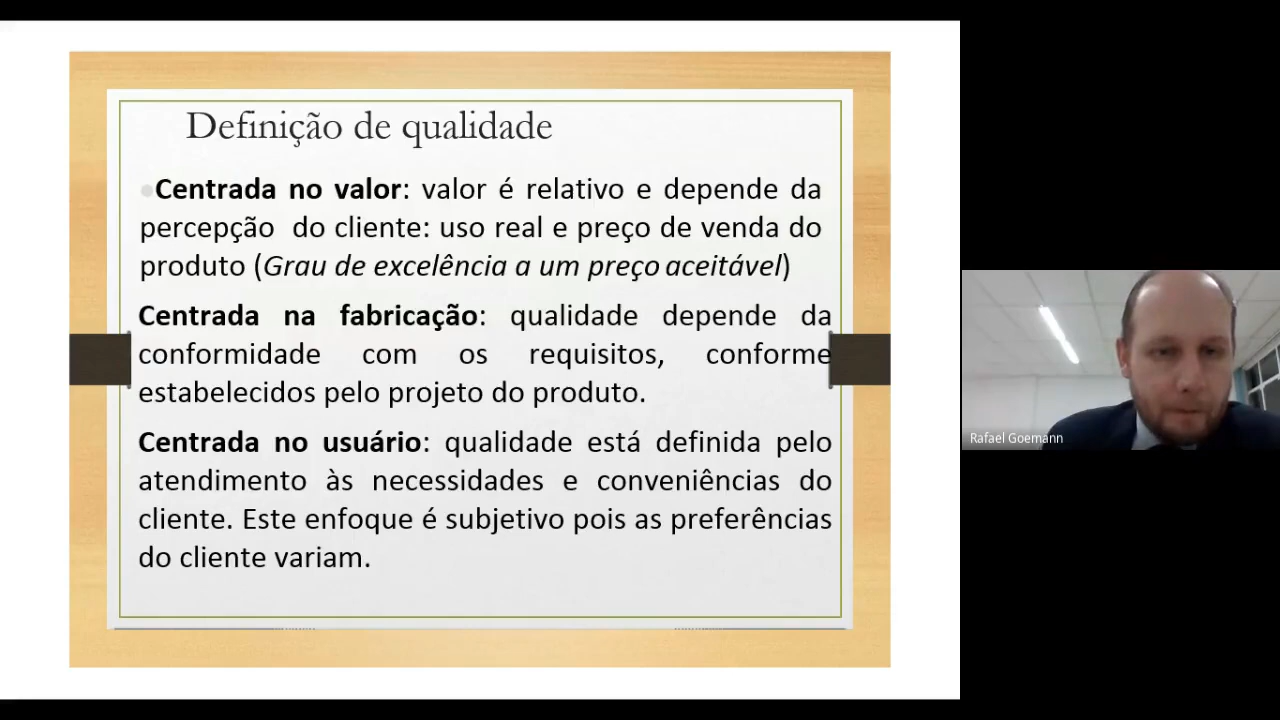 Definição de qualidade
Centrada no valor: valor é relativo e depende da
percepção do cliente: uso real e preço de venda do
produto (Grau de excelência a um preço aceitável)
Centrada na fabricação: qualidade depende da
conformidade com os requisitos, conforme
estabelecidos pelo projeto do produto.
Centrada no usuário: qualidade está definida pelo
atendimento às necessidades e conveniências do
cliente. Este enfoque é subjetivo pois as preferências
do cliente variam.
Rafael Goemann